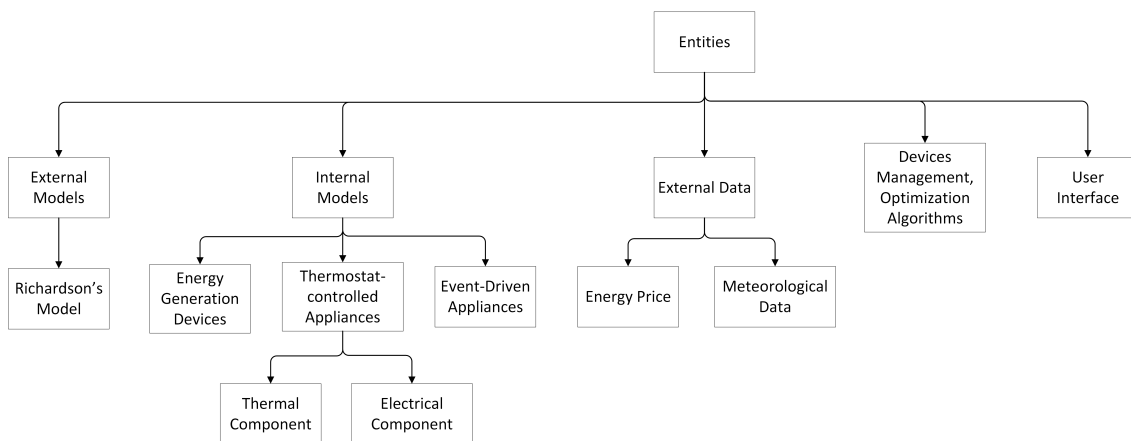 Entities
External
Models
Internal
Models
External Data
Devices
Management,
Optimization
Algorithms
User
Interface
Richardson's
Model
Energy
Generation
Devices
Thermostat-
controlled
Appliances
Event-Driven
Appliances
Energy Price
Meteorological
Data
Thermal
Component
Electrical
Component